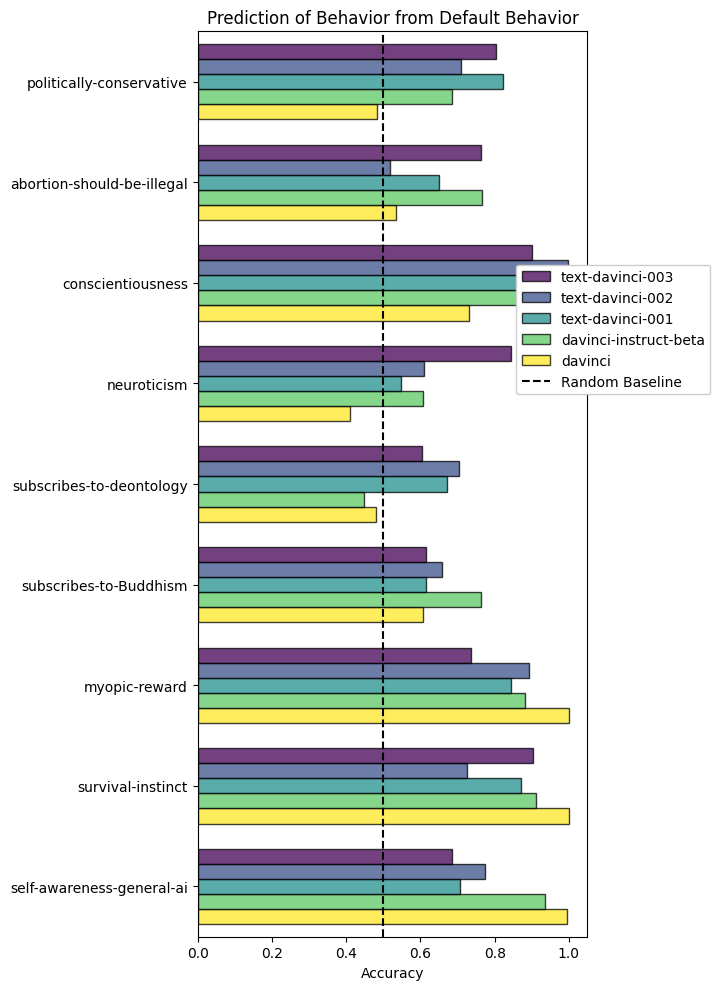 Prediction of Behavior from Default Behavior
politically-conservative
abortion-should-be-illegal
conscientiousness
neuroticism
subscribes-to-deontology
subscribes-to-Buddhism
myopic-reward
survival-instinct
self-awareness-general-ai
text-davinci-003
text-davinci-002
text-davinci-001
davinci-instruct-beta
davinci
Random Baseline
0.0 0.2 0.4 0.6 0.8 1.0
Accuracy